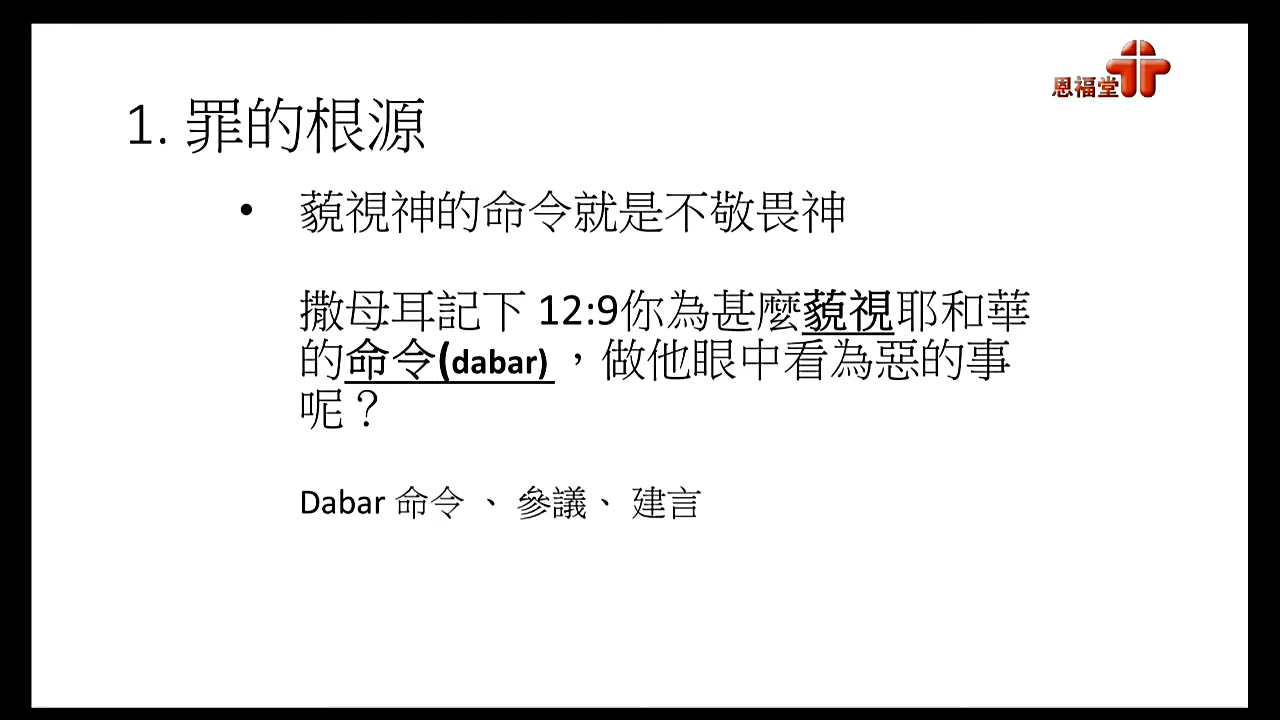 恩福堂
1. 罪的根源
• 藐視神的命令就是不敬畏神
撒母耳記下 12:9你為甚麼藐視耶和華
的命令(dabar) ，做他眼中看為惡的事
呢？
Dabar 命令 、 參議、 建言